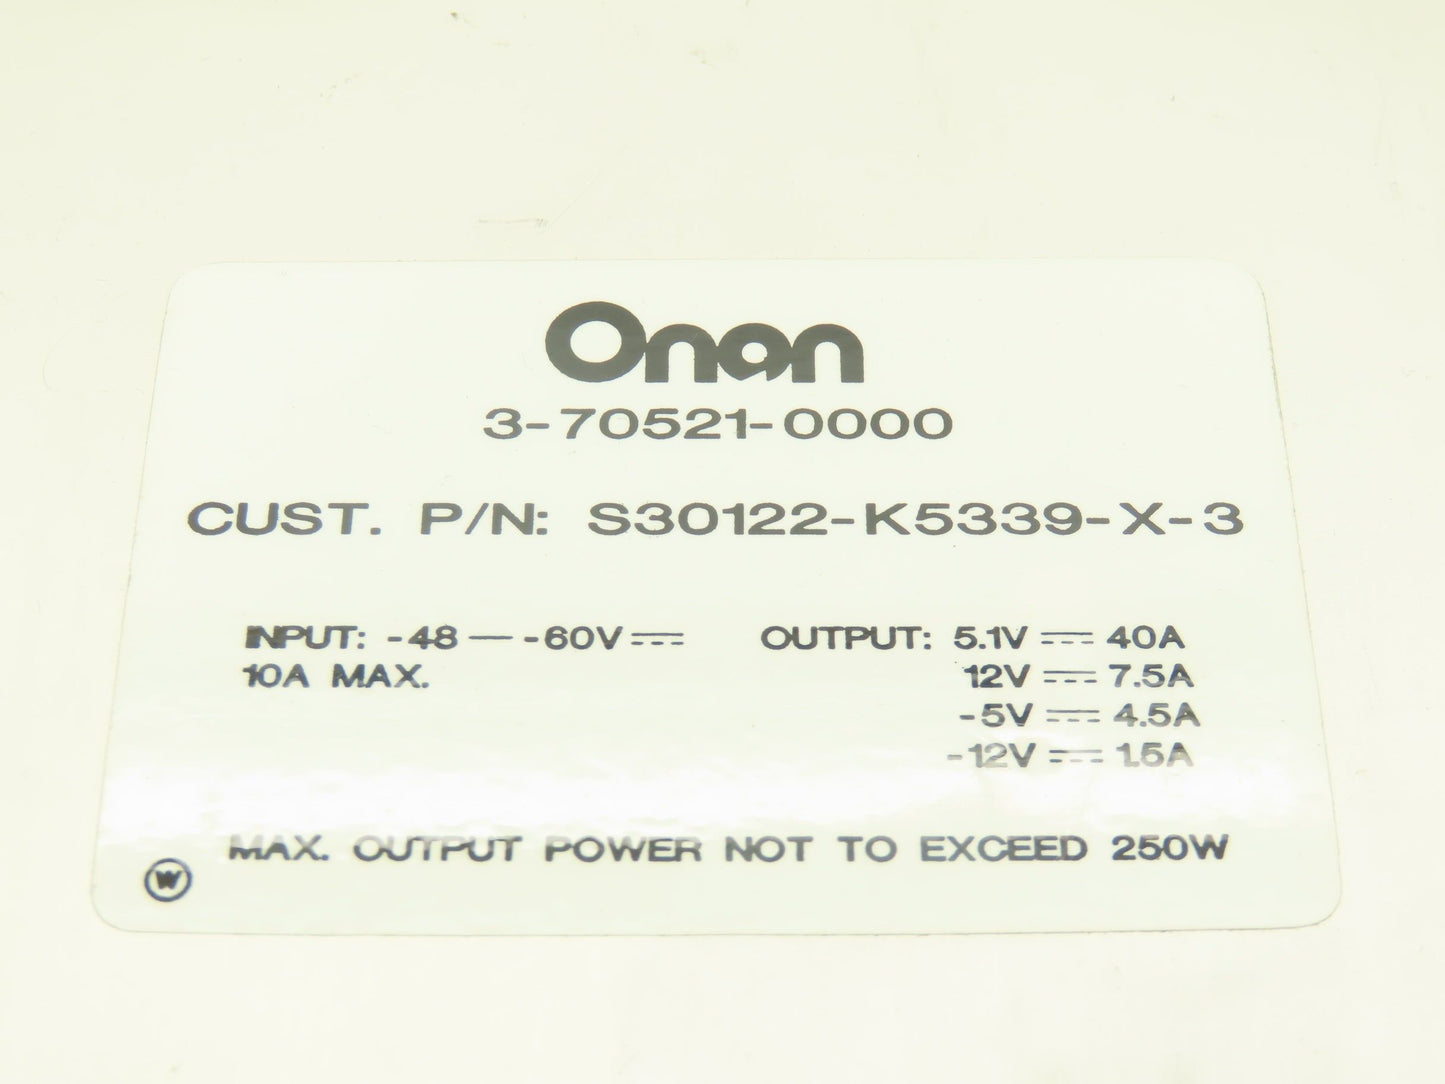 Onan
3-70521-0000
CUST. P/N: S30122-K5339-X-3
INPUT: -48 — -60V⎓ OUTPUT: 5.1V⎓40A
10A MAX. 12V⎓7.5A
-5V⎓4.5A
-12V⎓1.5A
MAX. OUTPUT POWER NOT TO EXCEED 250W
W